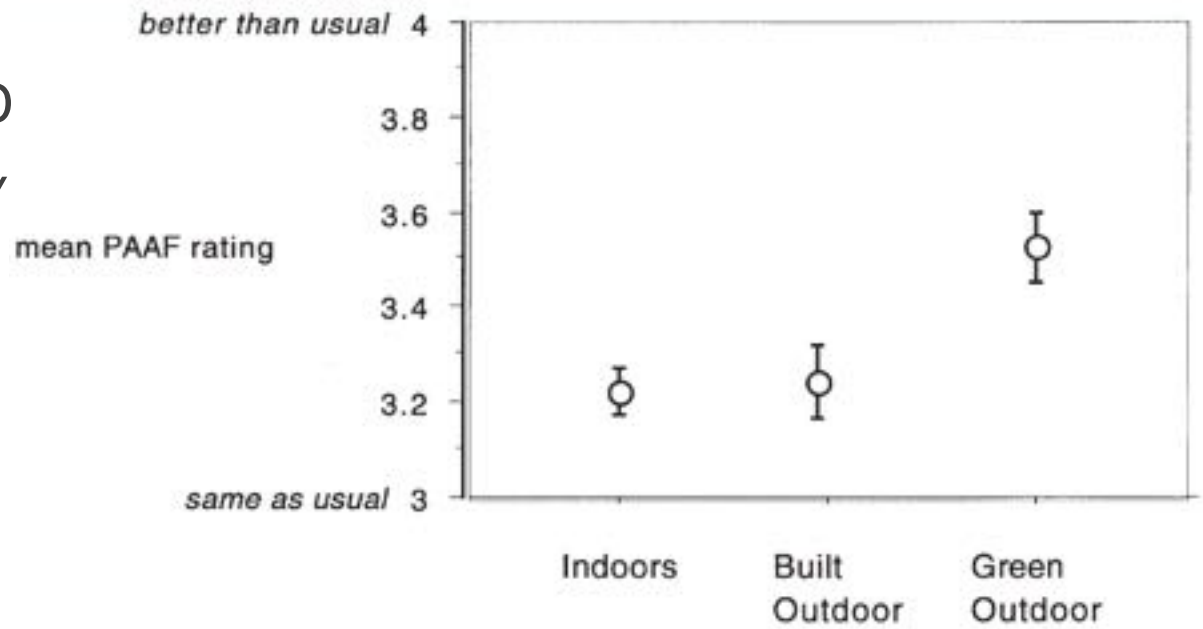 better than usual 4
3.8
3.6
mean PAAF rating
3.4
3.2
same as usual 3
Indoors
Built
Outdoor
Green
Outdoor